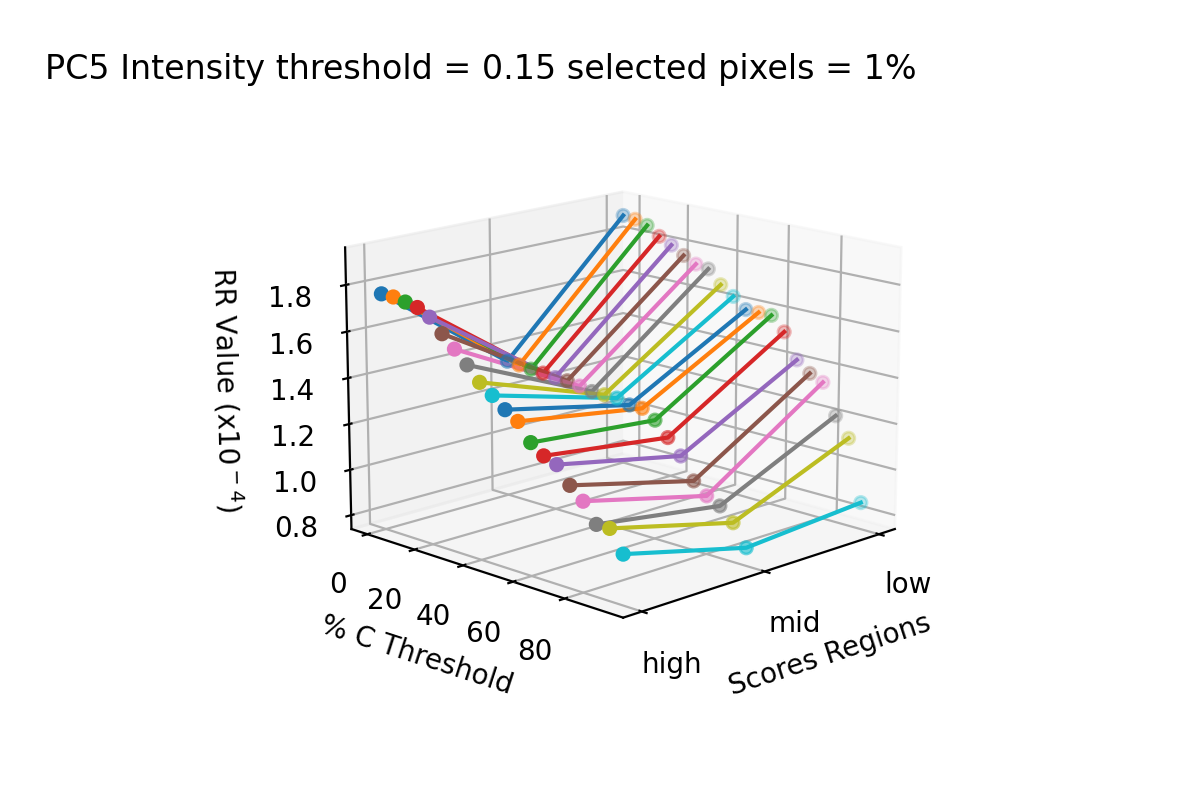 PC5 Intensity threshold = 0.15 selected pixels = 1%
RR Value (x10⁻⁴)
1.8
1.6
1.4
1.2
1.0
0.8
0
20
40
60
80
% C Threshold
high
mid
low
Scores Regions